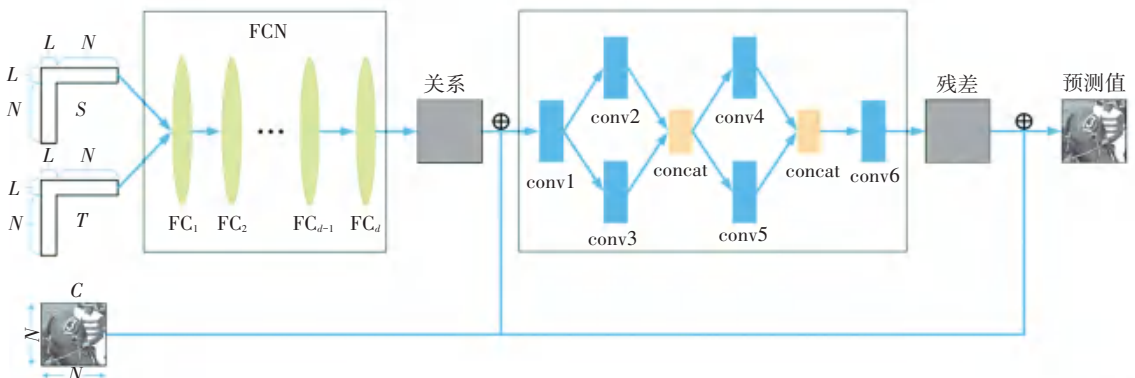 FCN
L N
L
N
S
L N
L
N
T
FC1 FC2 ••• FCd-1 FCd
关系
⊕
conv1
conv2
conv3
concat
conv4
conv5
concat
conv6
残差
⊕
预测值
C
N
N